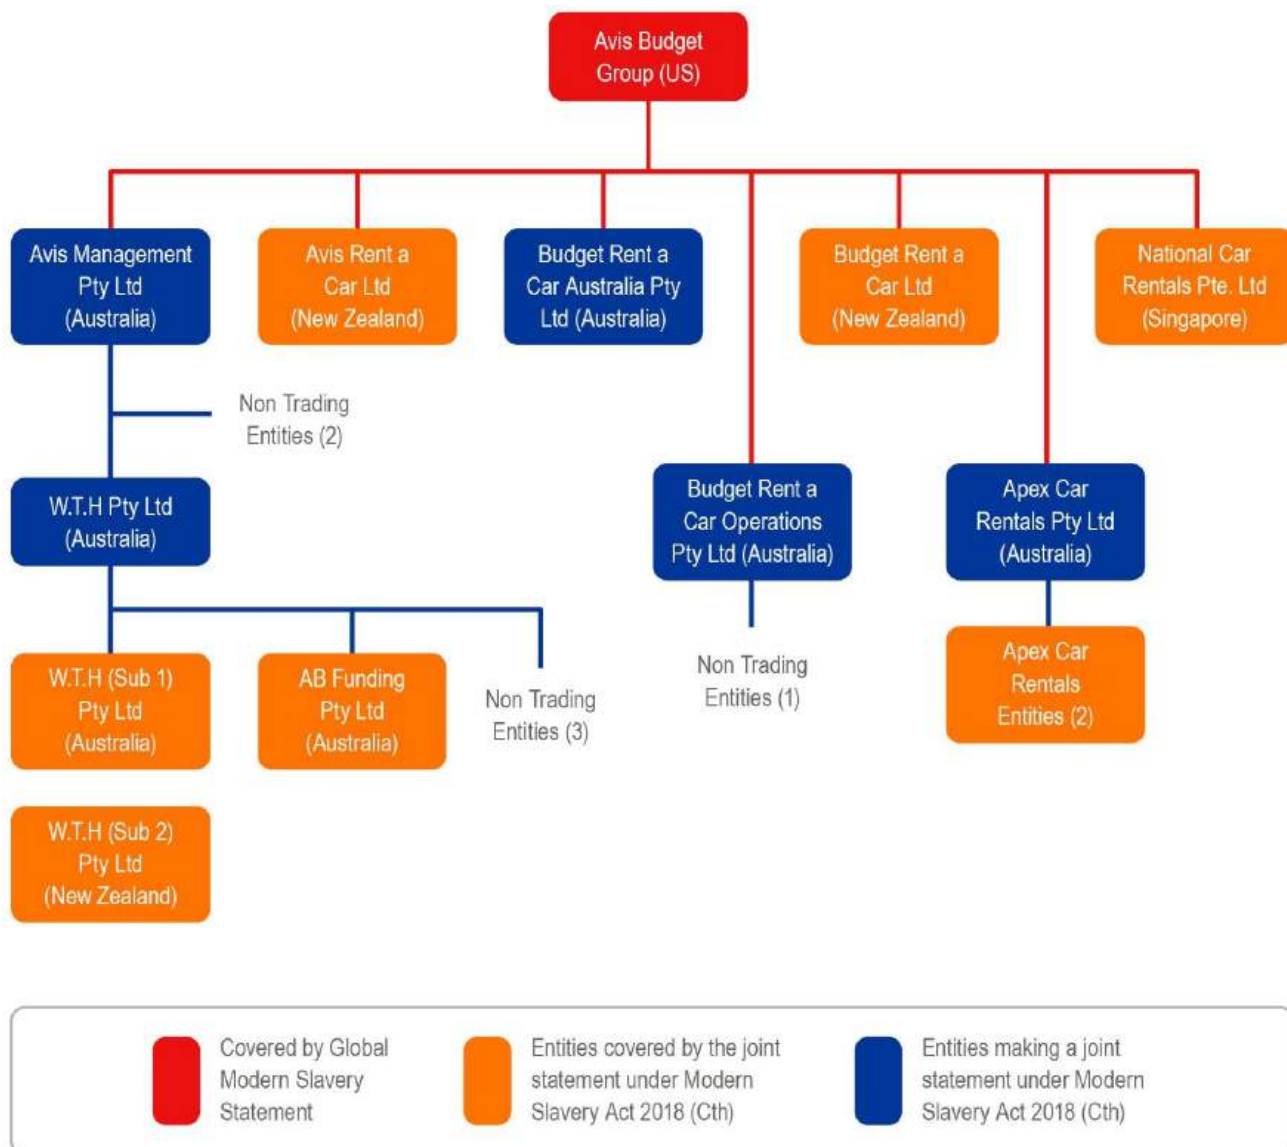 Avis Budget
Group (US)
Avis Management
Pty Ltd
(Australia)
Avis Rent a
Car Ltd
(New Zealand)
Budget Rent a
Car Australia Pty
Ltd (Australia)
Budget Rent a
Car Ltd
(New Zealand)
National Car
Rentals Pte. Ltd
(Singapore)
Non Trading
Entities (2)
W.T.H Pty Ltd
(Australia)
Budget Rent a
Car Operations
Pty Ltd (Australia)
Apex Car
Rentals Pty Ltd
(Australia)
W.T.H (Sub 1)
Pty Ltd
(Australia)
AB Funding
Pty Ltd
(Australia)
Non Trading
Entities (3)
Non Trading
Entities (1)
Apex Car
Rentals
Entities (2)
W.T.H (Sub 2)
Pty Ltd
(New Zealand)
Covered by Global
Modern Slavery
Statement
Entities covered by the joint
statement under Modern
Slavery Act 2018 (Cth)
Entities making a joint
statement under Modern
Slavery Act 2018 (Cth)